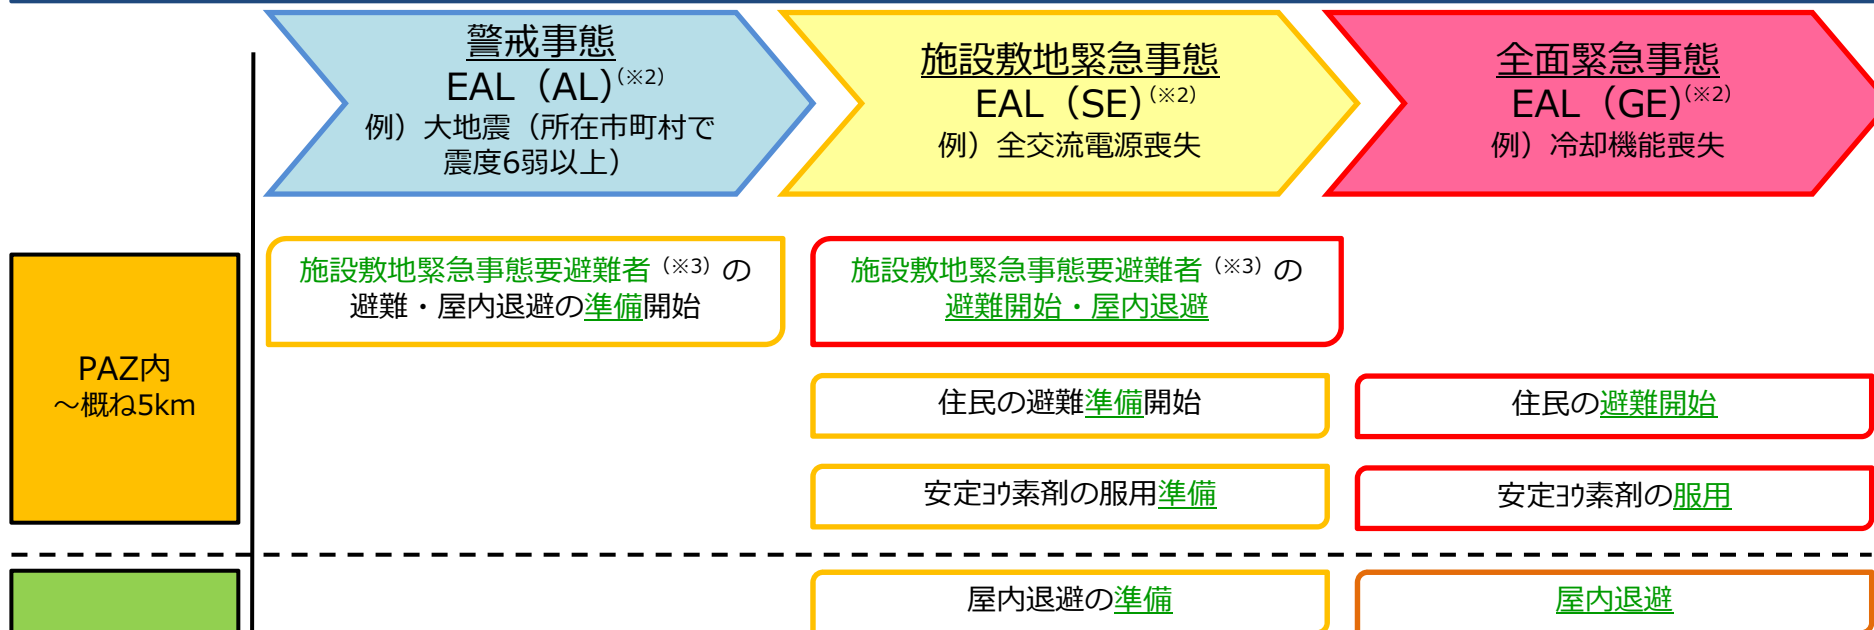 警戒事態
EAL（AL）(※2)
例）大地震（所在市町村で
震度6弱以上）
施設敷地緊急事態
EAL（SE）(※2)
例）全交流電源喪失
全面緊急事態
EAL（GE）(※2)
例）冷却機能喪失
PAZ内
～概ね5km
施設敷地緊急事態要避難者（※3）の
避難・屋内退避の準備開始
施設敷地緊急事態要避難者（※3）の
避難開始・屋内退避
住民の避難準備開始
住民の避難開始
安定ﾖｳ素剤の服用準備
安定ﾖｳ素剤の服用
屋内退避の準備
屋内退避